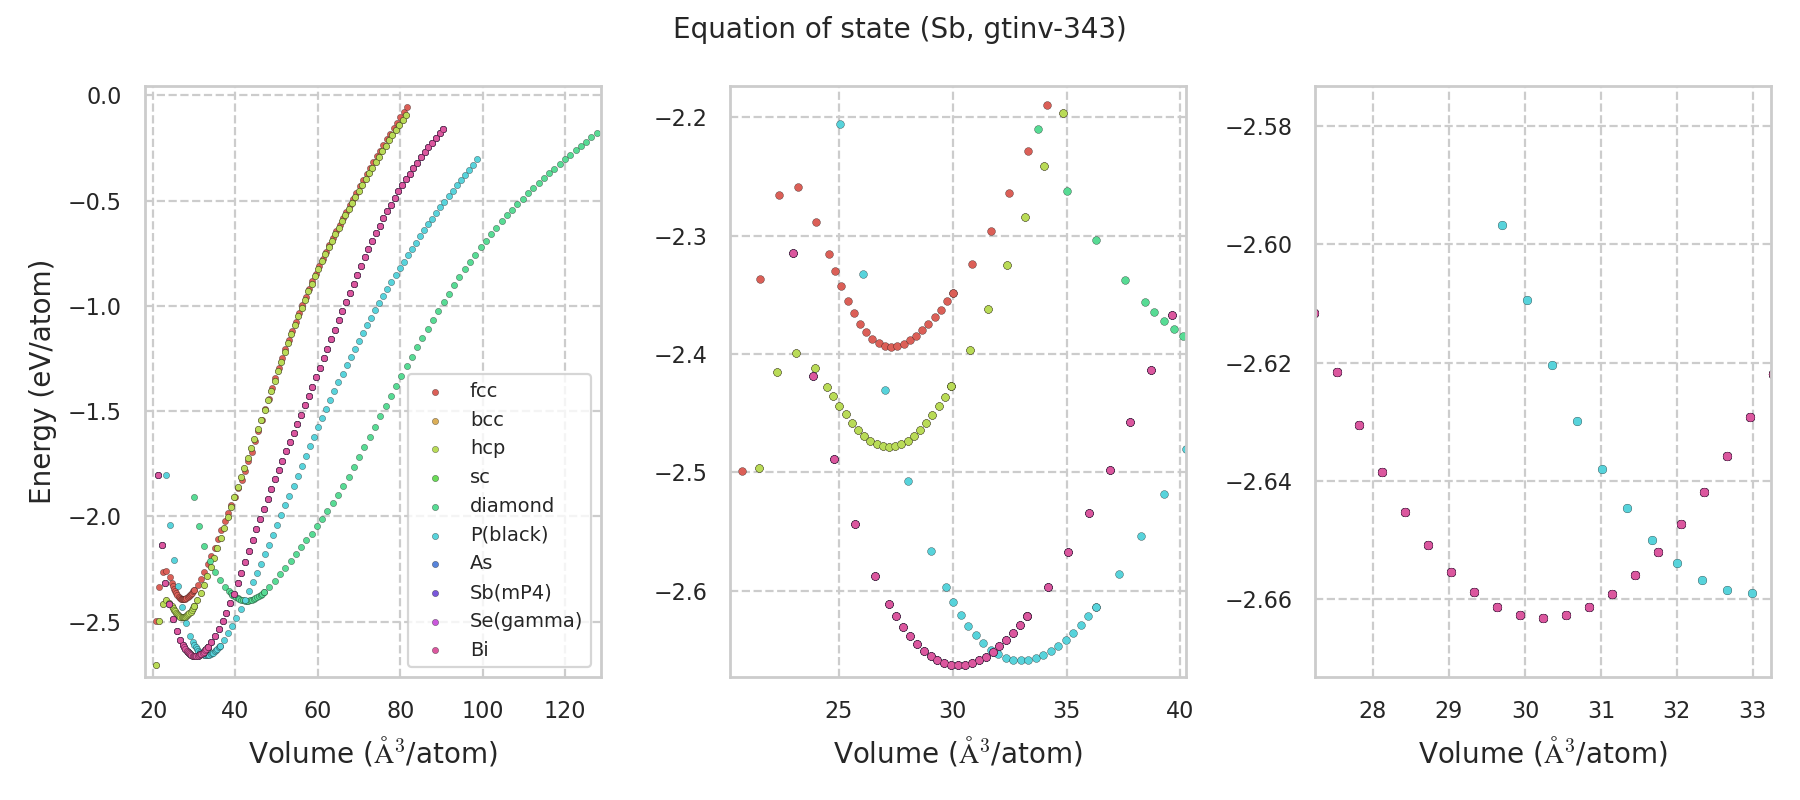 Equation of state (Sb, gtinv-343)
Energy (eV/atom)
0.0
−0.5
−1.0
−1.5
−2.0
−2.5
20 40 60 80 100 120
Volume (Å³/atom)
fcc
bcc
hcp
sc
diamond
P(black)
As
Sb(mP4)
Se(gamma)
Bi
−2.2
−2.3
−2.4
−2.5
−2.6
25 30 35 40
Volume (Å³/atom)
−2.58
−2.60
−2.62
−2.64
−2.66
28 29 30 31 32 33
Volume (Å³/atom)